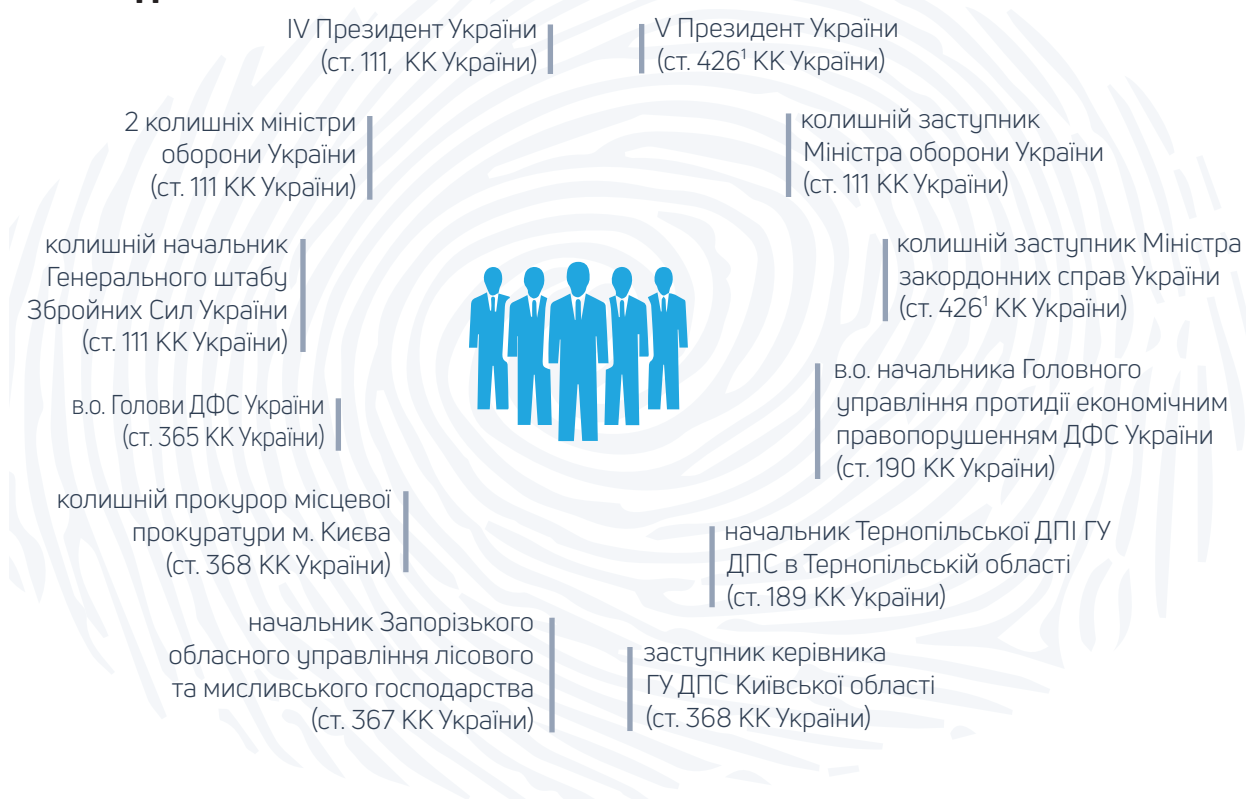 IV Президент України
(ст. 111,  КК України)
V Президент України
(ст. 426¹ КК України)
2 колишніх міністри
оборони України
(ст. 111 КК України)
колишній заступник
Міністра оборони України
(ст. 111 КК України)
колишній начальник
Генерального штабу
Збройних Сил України
(ст. 111 КК України)
колишній заступник Міністра
закордонних справ України
(ст. 426¹ КК України)
в.о. Голови ДФС України
(ст. 365 КК України)
в.о. начальника Головного
управління протидії економічним
правопорушенням ДФС України
(ст. 190 КК України)
колишній прокурор місцевої
прокуратури м. Києва
(ст. 368 КК України)
начальник Тернопільської ДПІ ГУ
ДПС в Тернопільській області
(ст. 189 КК України)
начальник Запорізького
обласного управління лісового
та мисливського господарства
(ст. 367 КК України)
заступник керівника
ГУ ДПС Київської області
(ст. 368 КК України)